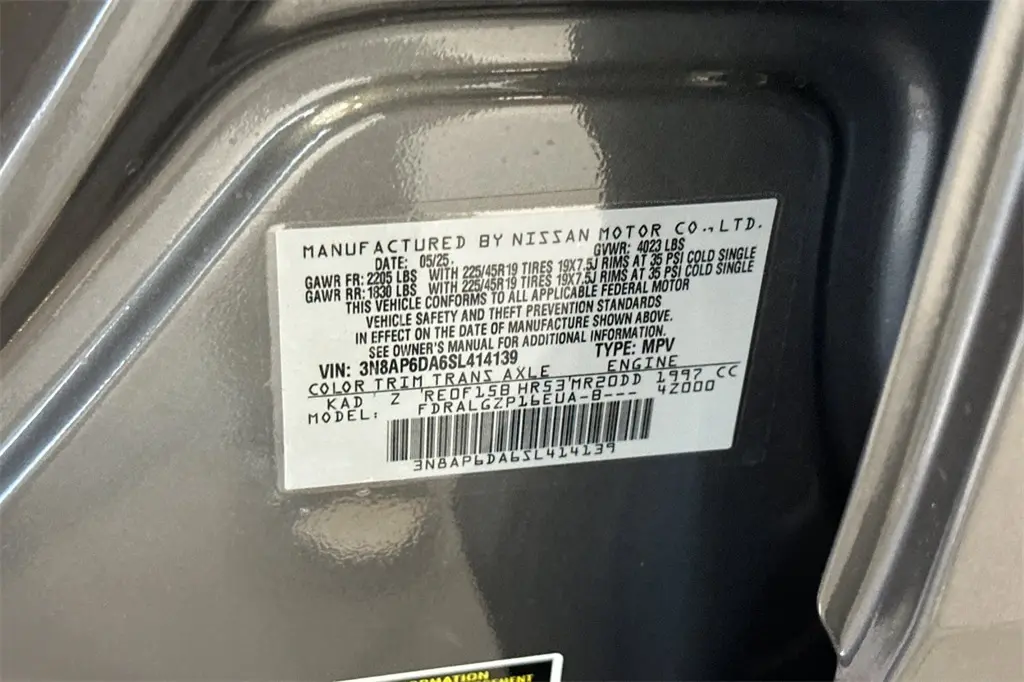 MANUFACTURED BY NISSAN MOTOR CO.,LTD.
DATE: 05/25. GVWR: 4023 LBS
GAWR FR: 2205 LBS WITH 225/45R19 TIRES 19X7.5J RIMS AT 35 PSI COLD SINGLE
GAWR RR: 1830 LBS WITH 225/45R19 TIRES 19X7.5J RIMS AT 35 PSI COLD SINGLE
THIS VEHICLE CONFORMS TO ALL APPLICABLE FEDERAL MOTOR
VEHICLE SAFETY AND THEFT PREVENTION STANDARDS
IN EFFECT ON THE DATE OF MANUFACTURE SHOWN ABOVE.
SEE OWNER'S MANUAL FOR ADDITIONAL INFORMATION.
VIN: 3N8AP6DA6SL414139 TYPE: MPV
COLOR TRIM TRANS AXLE ENGINE
KAD Z RE0F15B HR53 MR20DD 1997 CC
MODEL: FDRALGZP16EUA-B--- 4Z000
3N8AP6DA6SL414139